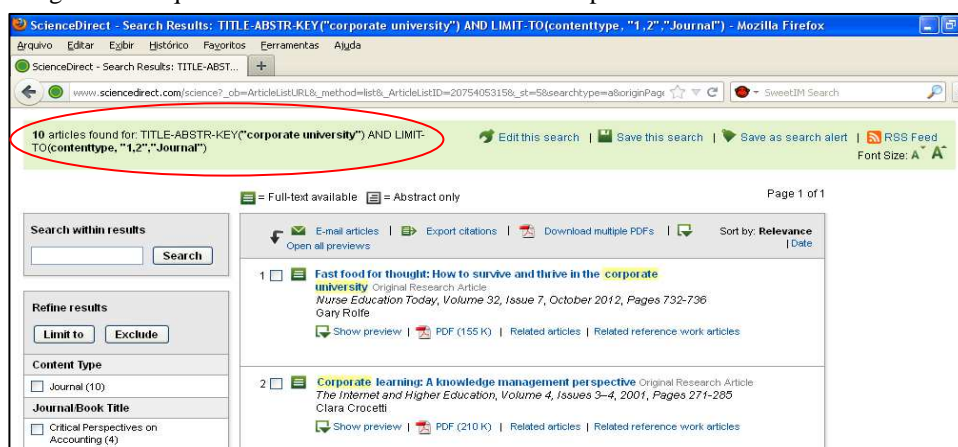 ScienceDirect - Search Results: TITLE-ABSTR-KEY("corporate university") AND LIMIT-TO(contenttype, "1,2","Journal") - Mozilla Firefox
Arquivo Editar Exibir Histórico Favoritos Ferramentas Ajuda
ScienceDirect - Search Results: TITLE-ABST... +
www.sciencedirect.com/science?_ob=ArticleListURL&_method=list&_ArticleListID=2075405315&_st=5&searchtype=a&originPage SweetIM Search
10 articles found for: TITLE-ABSTR-KEY("corporate university") AND LIMIT-
TO(contenttype, "1,2","Journal")
Edit this search | Save this search | Save as search alert | RSS Feed
Font Size: A A
= Full-text available = Abstract only Page 1 of 1
Search within results
Search
E-mail articles | Export citations | Download multiple PDFs | Sort by: Relevance
Open all previews | Date
1 Fast food for thought: How to survive and thrive in the corporate
university Original Research Article
Nurse Education Today, Volume 32, Issue 7, October 2012, Pages 732-736
Gary Rolfe
Show preview | PDF (155 K) | Related articles | Related reference work articles
Refine results
Limit to Exclude
Content Type
Journal (10)
Journal/Book Title
Critical Perspectives on
Accounting (4)
2 Corporate learning: A knowledge management perspective Original Research Article
The Internet and Higher Education, Volume 4, Issues 3–4, 2001, Pages 271-285
Clara Crocetti
Show preview | PDF (210 K) | Related articles | Related reference work articles